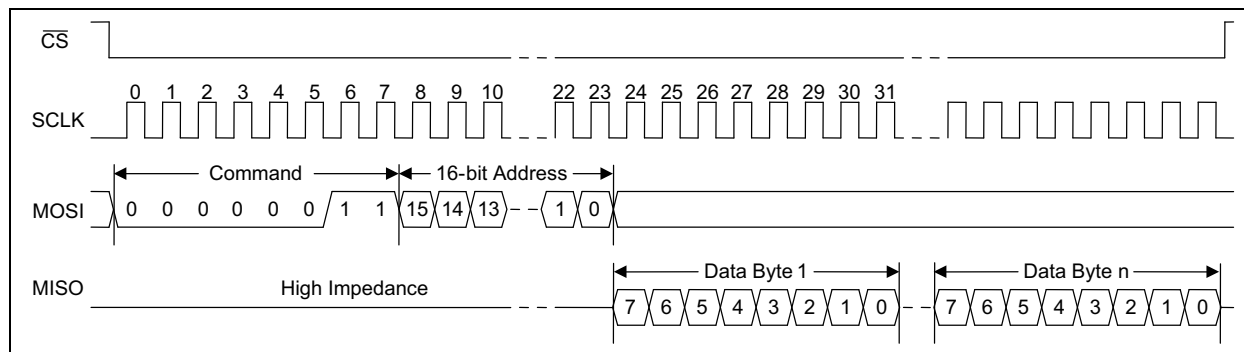 CS
0 1 2 3 4 5 6 7 8 9 10 22 23 24 25 26 27 28 29 30 31
SCLK
Command 16-bit Address
MOSI 0 0 0 0 0 0 1 1 15 14 13 1 0
Data Byte 1 Data Byte n
MISO High Impedance
7 6 5 4 3 2 1 0 7 6 5 4 3 2 1 0